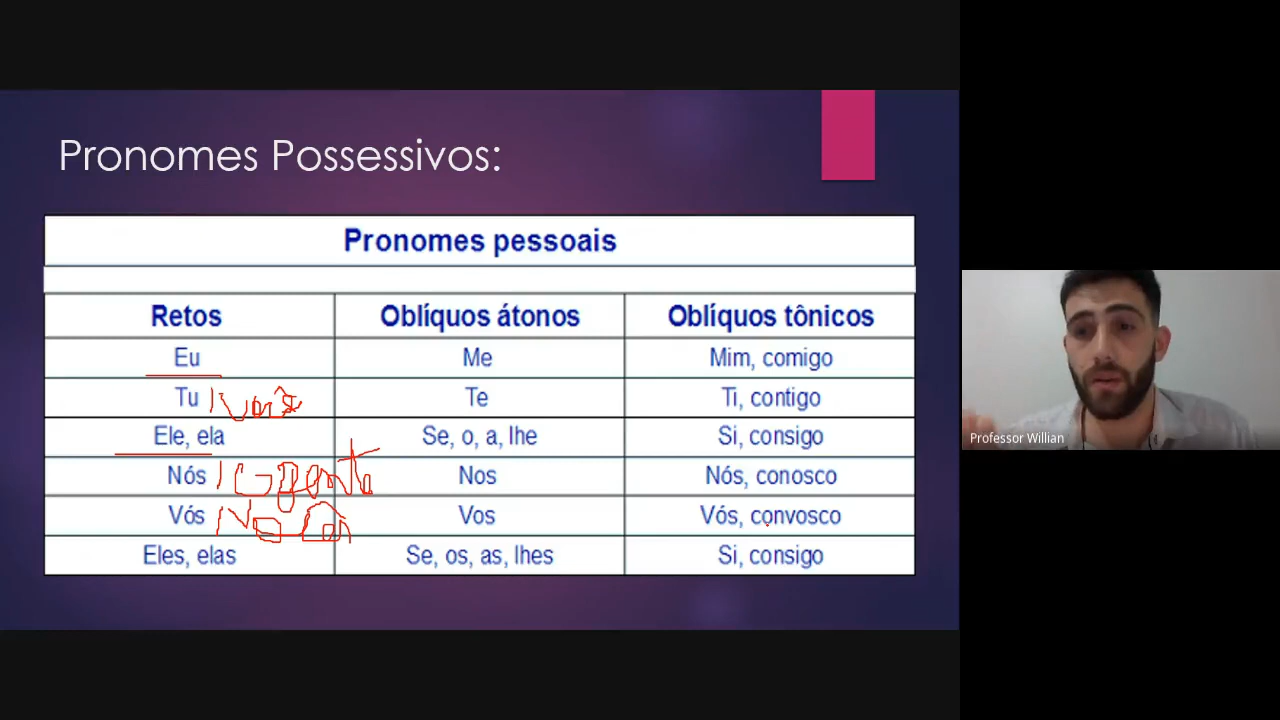 Pronomes Possessivos:
Pronomes pessoais
Retos Oblíquos átonos Oblíquos tônicos
Eu Me Mim, comigo
Tu Te Ti, contigo
Ele, ela Se, o, a, lhe Si, consigo
Nós Nos Nós, conosco
Vós Vos Vós, convosco
Eles, elas Se, os, as, lhes Si, consigo
Professor Willian